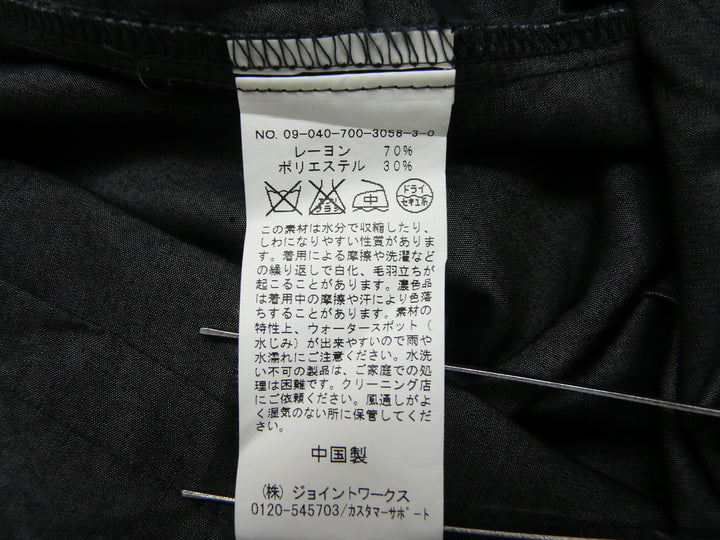 NO. 09-040-700-3058-3-0
レーヨン 70%
ポリエステル 30%
エンソ サラシ 中 ドライ セキユ系
この素材は水分で収縮したり、
しわになりやすい性質がありま
す。着用による摩擦や洗濯など
の繰り返しで白化、毛羽立ちが
起こることがあります。濃色品
は着用中の摩擦や汗により色落
ちすることがあります。素材の
特性上、ウォータースポット（
水じみ）が出来やすいので雨や
水濡れにご注意ください。水洗
い不可の製品は、ご家庭での処
理は困難です。クリーニング店
にご依頼ください。風通しがよ
く湿気のない所に保管してくだ
さい。
中国製
（株）ジョイントワークス
0120-545703/カスタマーサポート